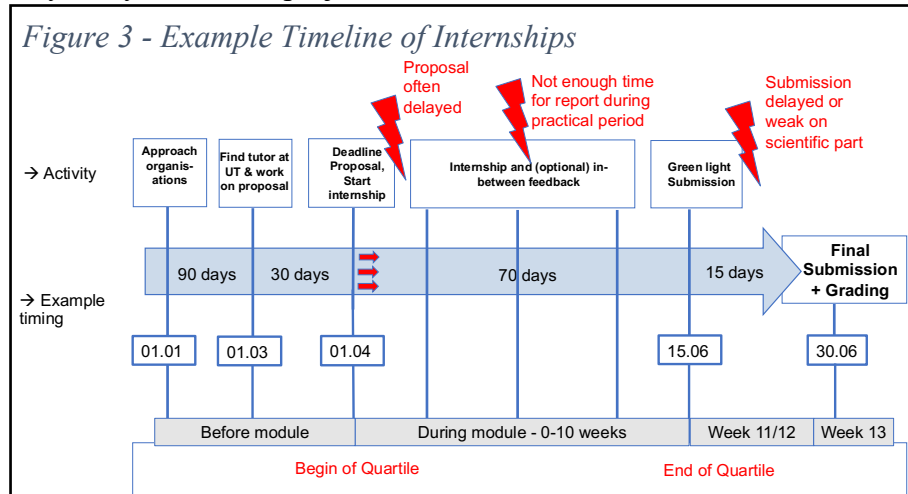 Figure 3 - Example Timeline of Internships
Proposal
often
delayed
Not enough time
for report during
practical period
Submission
delayed or
weak on
scientific part
→ Activity
Approach
organis-
ations
Find tutor at
UT & work
on proposal
Deadline
Proposal,
Start
internship
Internship and (optional) in-
between feedback
Green light
Submission
→ Example
timing
90 days
30 days
70 days
15 days
Final
Submission
+ Grading
01.01
01.03
01.04
15.06
30.06
Before module
During module - 0-10 weeks
Week 11/12
Week 13
Begin of Quartile
End of Quartile